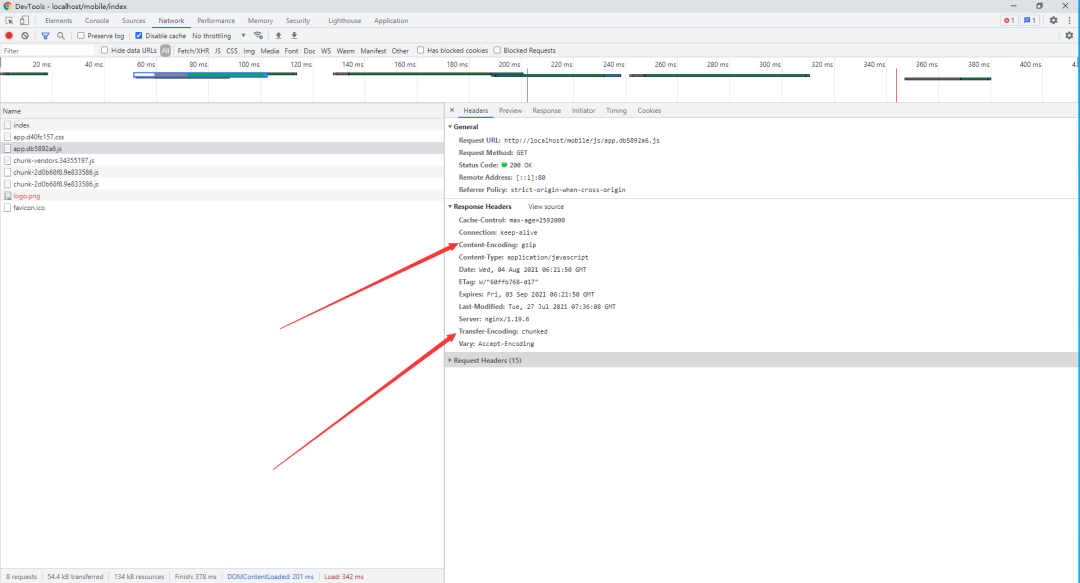 DevTools - localhost/mobile/index
Elements Console Sources Network Performance Memory Security Lighthouse Application 1 1
Preserve log Disable cache No throttling
Filter Hide data URLs All Fetch/XHR JS CSS Img Media Font Doc WS Wasm Manifest Other Has blocked cookies Blocked Requests
20 ms 40 ms 60 ms 80 ms 100 ms 120 ms 140 ms 160 ms 180 ms 200 ms 220 ms 240 ms 260 ms 280 ms 300 ms 320 ms 340 ms 360 ms 380 ms 400 ms
Name
index
app.d40fc157.css
app.db5892a6.js
chunk-vendors.34355197.js
chunk-2d0b68f8.9e833586.js
chunk-2d0b68f8.9e833586.js
logo.png
favicon.ico
Headers Preview Response Initiator Timing Cookies
General
Request URL: http://localhost/mobile/js/app.db5892a6.js
Request Method: GET
Status Code: 200 OK
Remote Address: [::1]:80
Referrer Policy: strict-origin-when-cross-origin
Response Headers View source
Cache-Control: max-age=2592000
Connection: keep-alive
Content-Encoding: gzip
Content-Type: application/javascript
Date: Wed, 04 Aug 2021 06:21:50 GMT
ETag: W/"60ffb768-d17"
Expires: Fri, 03 Sep 2021 06:21:50 GMT
Last-Modified: Tue, 27 Jul 2021 07:36:08 GMT
Server: nginx/1.19.6
Transfer-Encoding: chunked
Vary: Accept-Encoding
Request Headers (15)
8 requests 54.4 kB transferred 134 kB resources Finish: 378 ms DOMContentLoaded: 201 ms Load: 342 ms